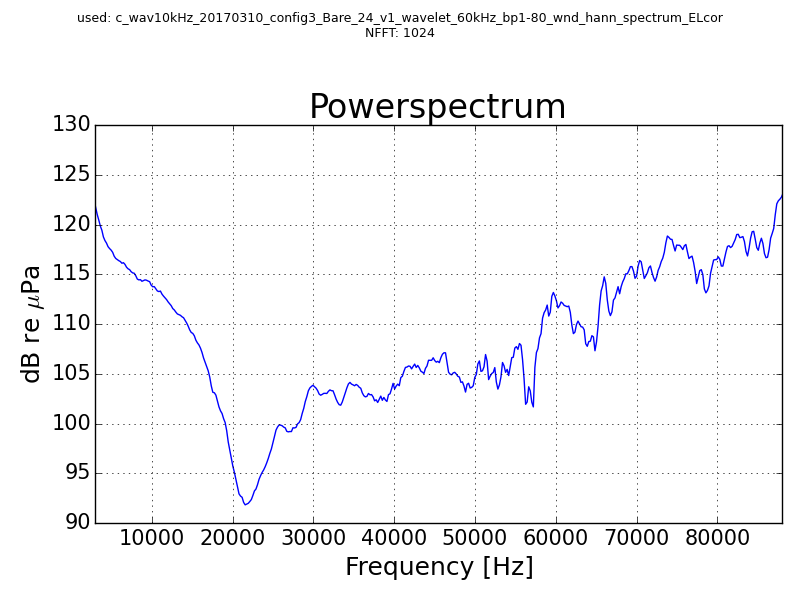 used: c_wav10kHz_20170310_config3_Bare_24_v1_wavelet_60kHz_bp1-80_wnd_hann_spectrum_ELcor
NFFT: 1024
Powerspectrum
130
125
120
115
110
105
100
95
90
dB re μPa
10000 20000 30000 40000 50000 60000 70000 80000
Frequency [Hz]